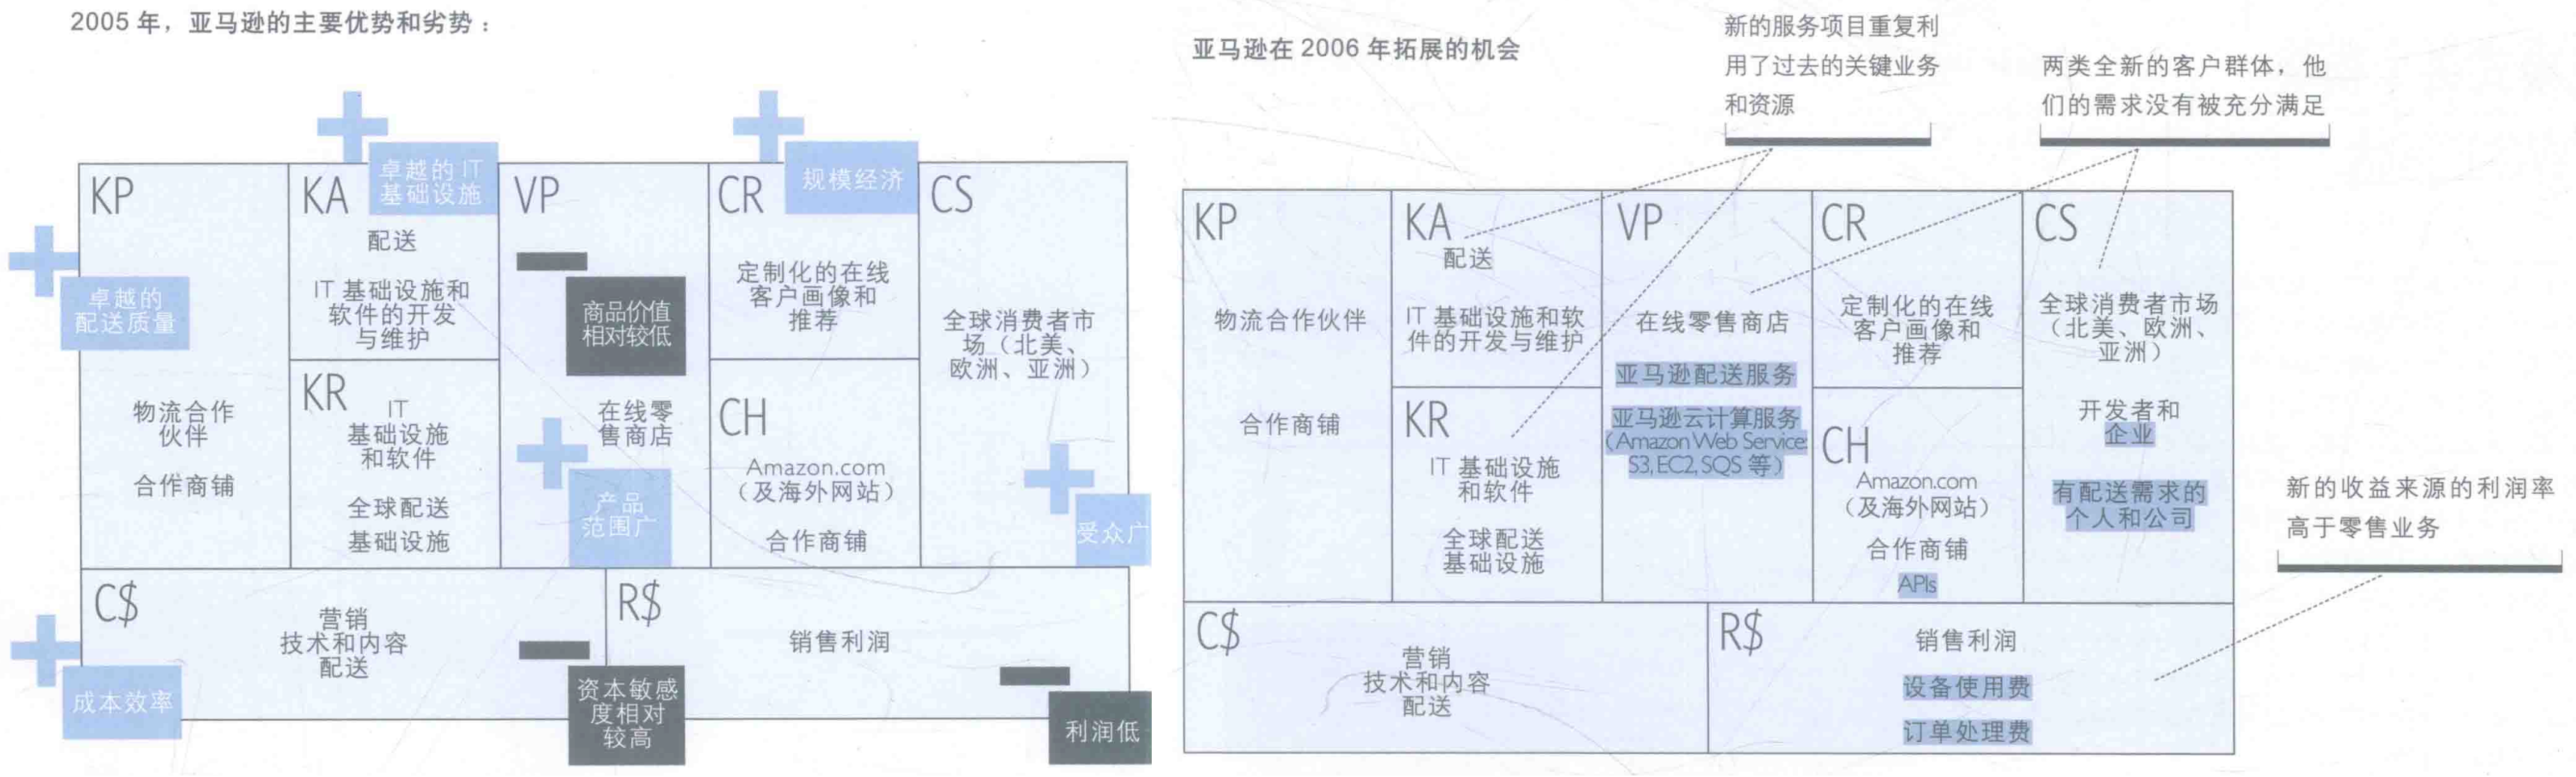 2005 年，亚马逊的主要优势和劣势：
KP
卓越的
配送质量
物流合作
伙伴
合作商铺
KA
卓越的 IT
基础设施
配送
IT 基础设施和
软件的开发
与维护
KR
IT
基础设施
和软件
全球配送
基础设施
VP
商品价值
相对较低
在线零
售商店
产品
范围广
CR
规模经济
定制化的在线
客户画像和
推荐
CH
Amazon.com
（及海外网站）
合作商铺
CS
全球消费者市
场（北美、
欧洲、亚洲）
受众广
C$
营销
技术和内容
配送
成本效率
资本敏感
度相对
较高
R$
销售利润
利润低
亚马逊在 2006 年拓展的机会
新的服务项目重复利
用了过去的关键业务
和资源
两类全新的客户群体，他
们的需求没有被充分满足
KP
物流合作伙伴
合作商铺
KA
配送
IT 基础设施和软
件的开发与维护
KR
IT 基础设施
和软件
全球配送
基础设施
VP
在线零售商店
亚马逊配送服务
亚马逊云计算服务
（Amazon Web Service:
S3, EC2, SQS 等）
CR
定制化的在线
客户画像和
推荐
CH
Amazon.com
（及海外网站）
合作商铺
APIs
CS
全球消费者市场
（北美、欧洲、
亚洲）
开发者和
企业
有配送需求的
个人和公司
新的收益来源的利润率
高于零售业务
C$
营销
技术和内容
配送
R$
销售利润
设备使用费
订单处理费